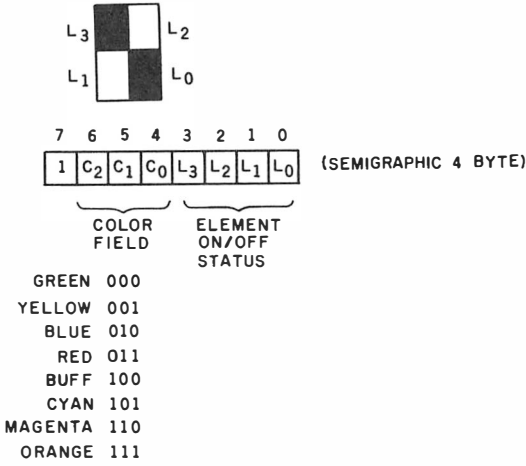 L3 L2
L1 L0
7 6 5 4 3 2 1 0
1 C2 C1 C0 L3 L2 L1 L0 (SEMIGRAPHIC 4 BYTE)
COLOR ELEMENT
FIELD ON/OFF
STATUS
GREEN 000
YELLOW 001
BLUE 010
RED 011
BUFF 100
CYAN 101
MAGENTA 110
ORANGE 111